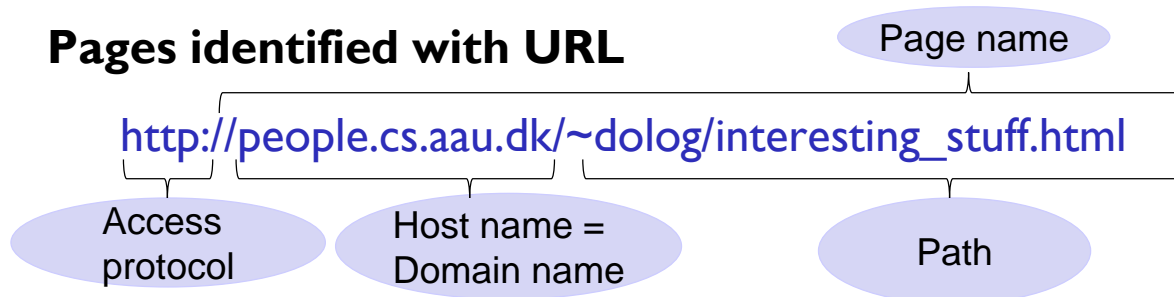 Pages identified with URL
Page name
http://people.cs.aau.dk/~dolog/interesting_stuff.html
Access
protocol
Host name =
Domain name
Path